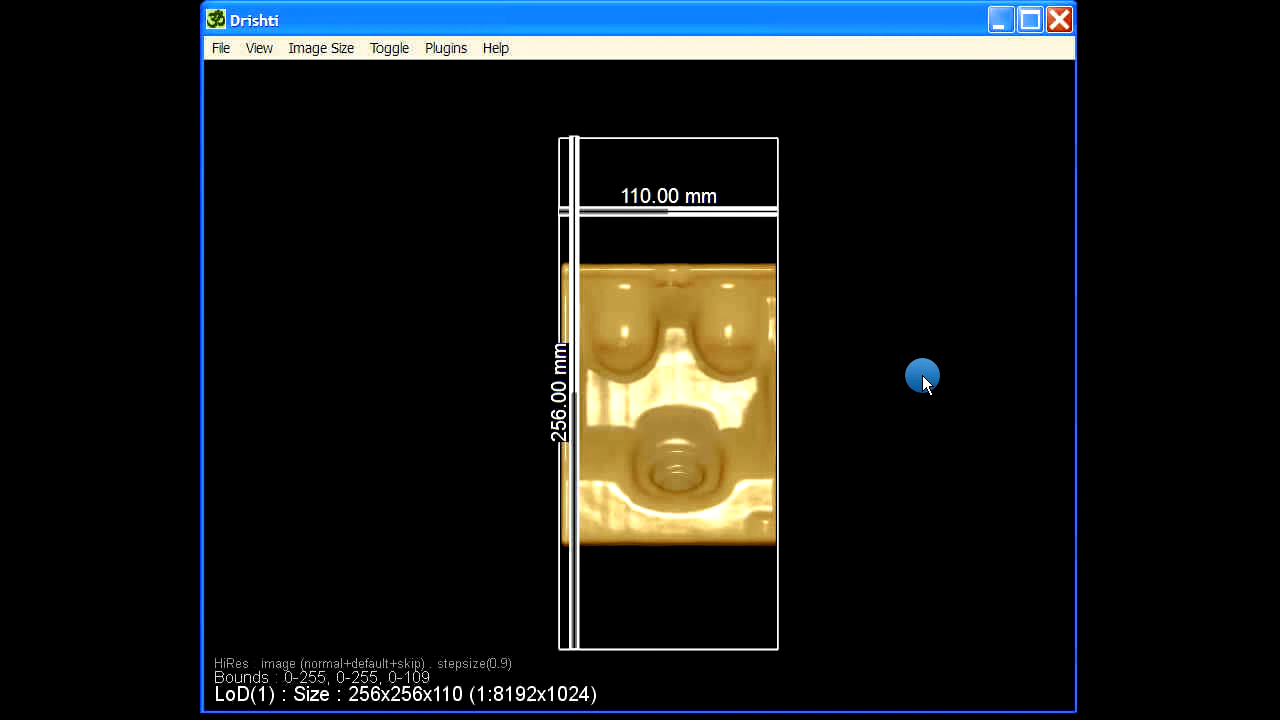 Drishti
File View Image Size Toggle Plugins Help
110.00 mm
256.00 mm
HiRes . image (normal+default+skip) . stepsize(0.9)
Bounds : 0-255, 0-255, 0-109
LoD(1) : Size : 256x256x110 (1:8192x1024)